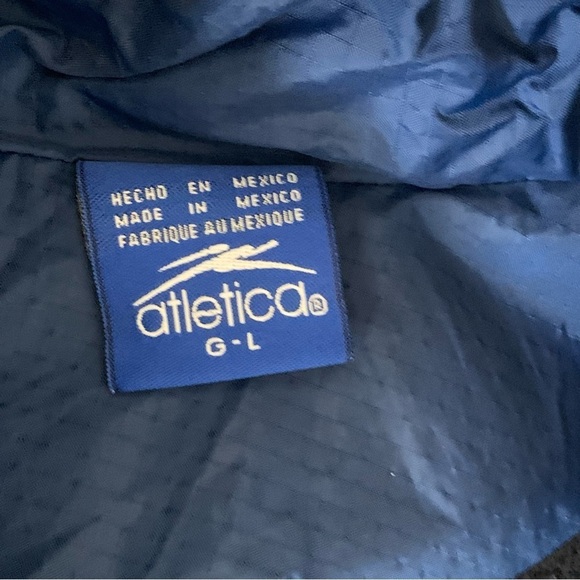 HECHO EN MEXICO
MADE IN MEXICO
FABRIQUE AU MEXIQUE
atletica®
G-L